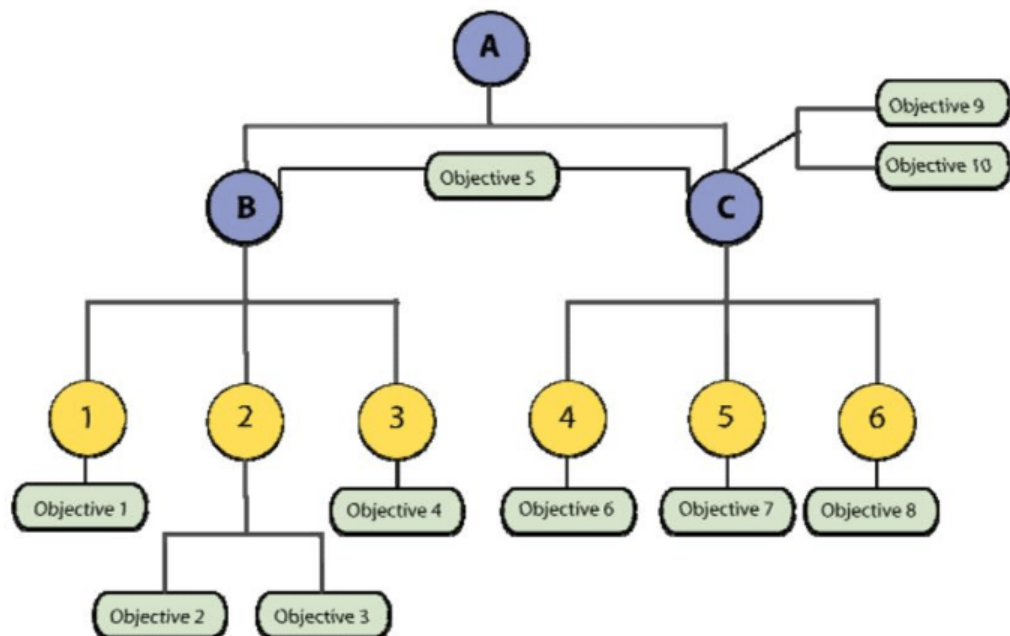 A
Objective 9
Objective 10
Objective 5
B
C
1
2
3
4
5
6
Objective 1
Objective 4
Objective 6
Objective 7
Objective 8
Objective 2
Objective 3